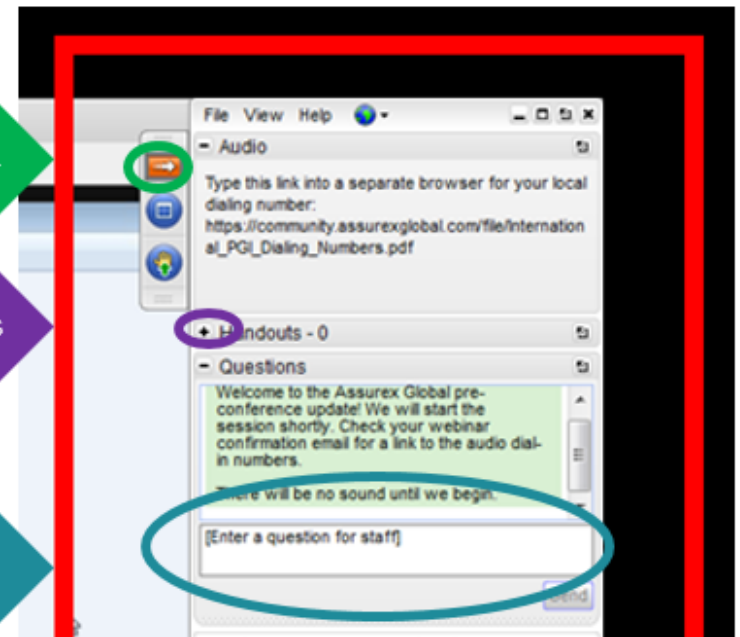 File View Help
- Audio
Type this link into a separate browser for your local
dialing number:
https://community.assurexglobal.com/file/Internation
al_PGI_Dialing_Numbers.pdf
+ Handouts - 0
s
- Questions
Welcome to the Assurex Global pre-
conference update! We will start the
session shortly. Check your webinar
confirmation email for a link to the audio dial-
in numbers.
There will be no sound until we begin.
[Enter a question for staff]
Send